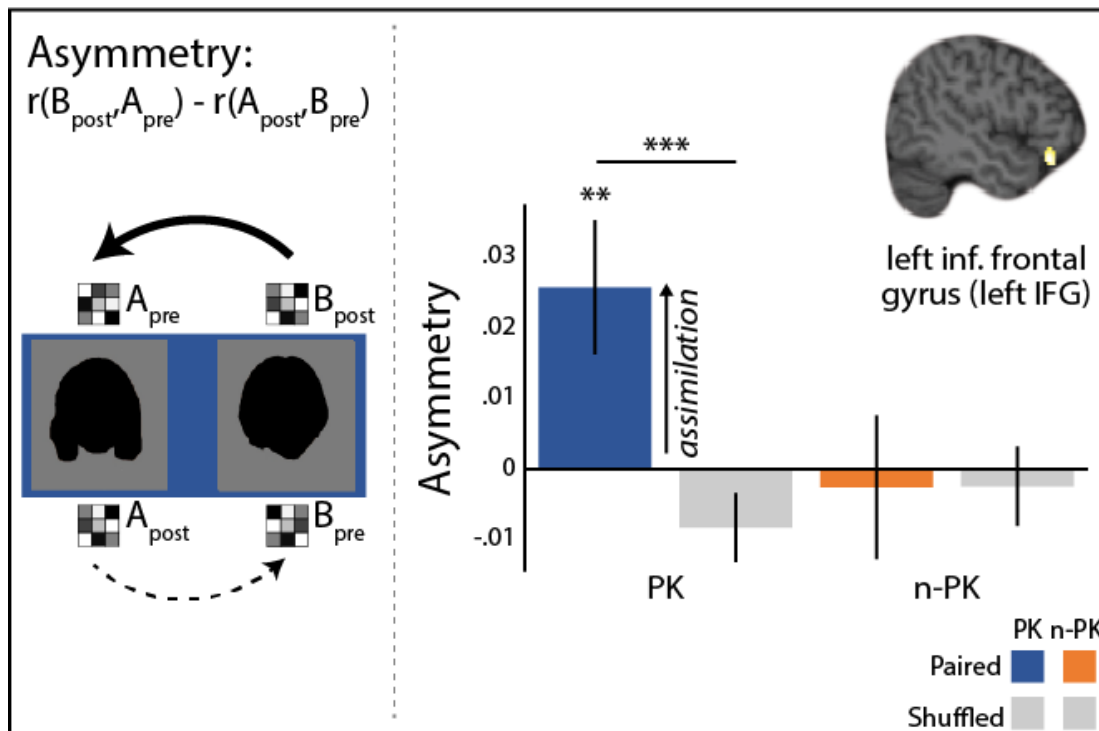 Asymmetry:
r(Bpost,Apre) - r(Apost,Bpre)
Apre
Bpost
Apost
Bpre
***
**
.03
.02
.01
0
-.01
Asymmetry
assimilation
PK
n-PK
left inf. frontal
gyrus (left IFG)
PK n-PK
Paired
Shuffled